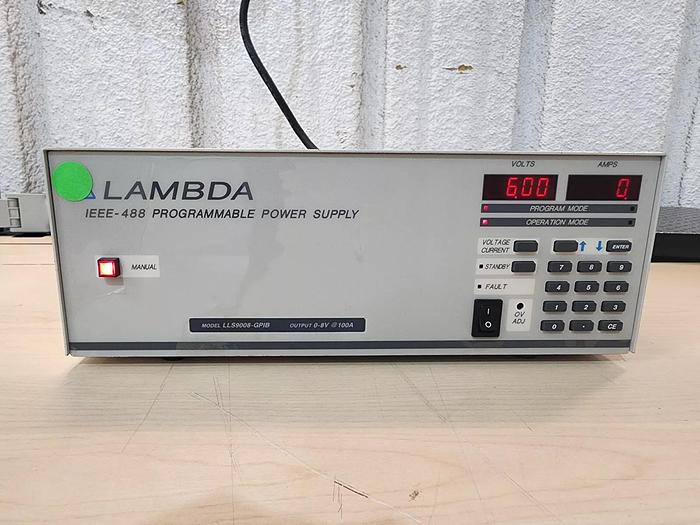 LAMBDA
IEEE-488 PROGRAMMABLE POWER SUPPLY
MANUAL
MODEL LLS9008-GPIB OUTPUT 0-8V @ 100A
VOLTS AMPS
6.00 0.
PROGRAM MODE
OPERATION MODE
VOLTAGE
CURRENT
ENTER
STANDBY 7 8 9
FAULT 4 5 6
1 2 3
I
O
OV
ADJ
0 . CE